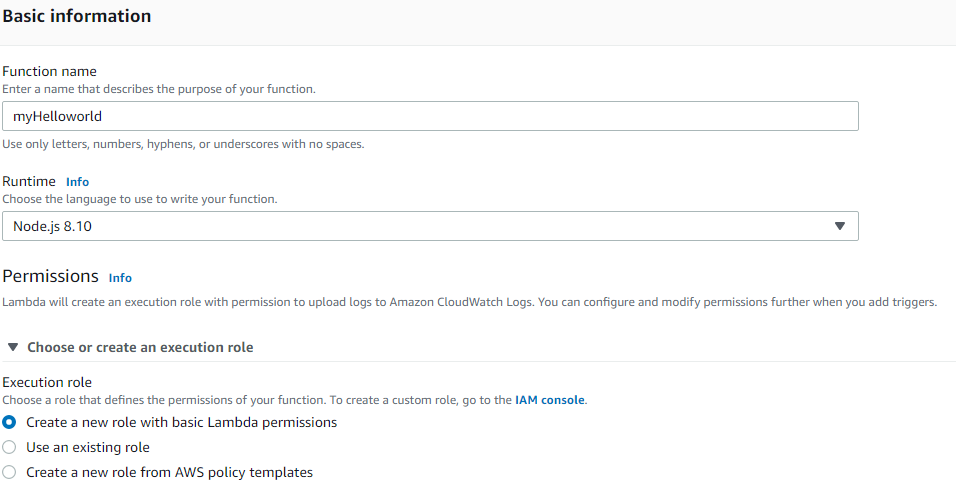 Basic information
Function name
Enter a name that describes the purpose of your function.
myHelloworld
Use only letters, numbers, hyphens, or underscores with no spaces.
Runtime Info
Choose the language to use to write your function.
Node.js 8.10
Permissions Info
Lambda will create an execution role with permission to upload logs to Amazon CloudWatch Logs. You can configure and modify permissions further when you add triggers.
Choose or create an execution role
Execution role
Choose a role that defines the permissions of your function. To create a custom role, go to the IAM console.
Create a new role with basic Lambda permissions
Use an existing role
Create a new role from AWS policy templates